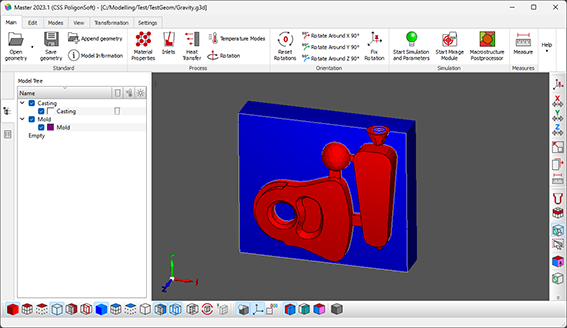 Master 2023.1 (CSS PoligonSoft) - [C:/Modelling/Test/TestGeom/Gravity.g3d]
Main Edit Modes View Transformation Settings
Open geometry Save geometry Append geometry Model Information
Material Properties Inlets Heat Transfer Temperature Modes Rotation
Reset Rotations Rotate Around X 90° Rotate Around Y 90° Rotate Around Z 90° Fix Rotation
Start Simulation and Parameters Start Mirage Module Macrostructure Postprocessor
Measure Help
Standard Process Orientation Simulation Measures
Model Tree
Name
Casting
Casting
Mold
Mold
Empty
X
Y
Z